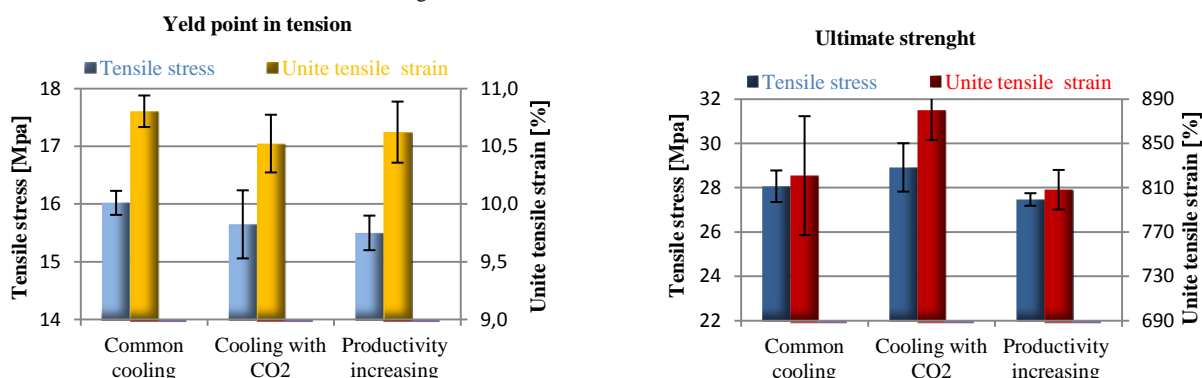 Yeld point in tension
Tensile stress Unite tensile strain
Tensile stress [Mpa]
18
17
16
15
14
11,0
10,5
10,0
9,5
9,0
Unite tensile strain [%]
Common cooling
Cooling with CO2
Productivity increasing
Ultimate strenght
Tensile stress Unite tensile strain
Tensile stress [Mpa]
32
30
28
26
24
22
890
850
810
770
730
690
Unite tensile strain [%]
Common cooling
Cooling with CO2
Productivity increasing